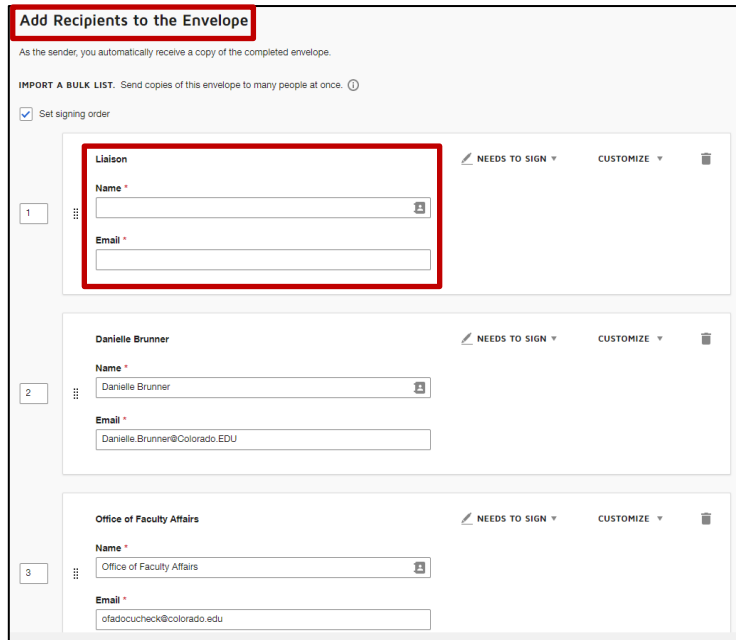 Add Recipients to the Envelope
As the sender, you automatically receive a copy of the completed envelope.
IMPORT A BULK LIST. Send copies of this envelope to many people at once.
Set signing order
1
Liaison
NEEDS TO SIGN
CUSTOMIZE
Name *
Email *
2
Danielle Brunner
NEEDS TO SIGN
CUSTOMIZE
Name *
Danielle Brunner
Email *
Danielle.Brunner@Colorado.EDU
3
Office of Faculty Affairs
NEEDS TO SIGN
CUSTOMIZE
Name *
Office of Faculty Affairs
Email *
ofadocucheck@colorado.edu